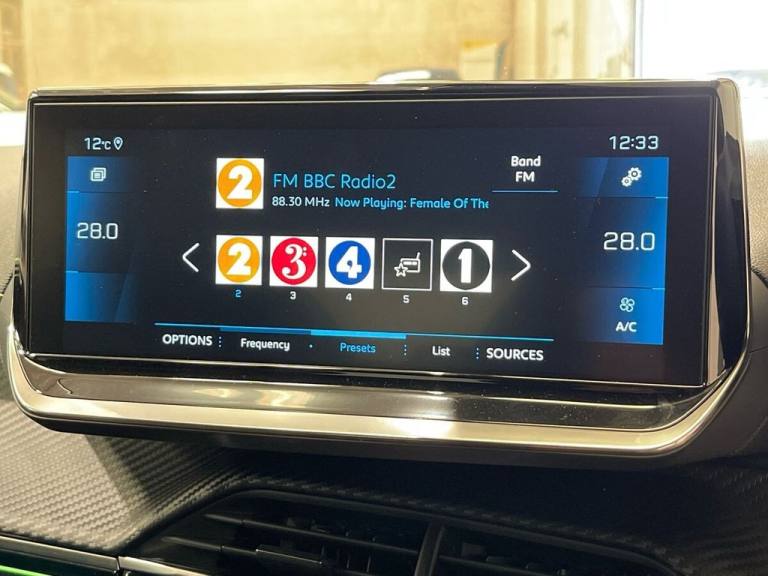 12°C
12:33
2
FM BBC Radio2
88.30 MHz Now Playing: Female Of The
Band
FM
28.0
28.0
2 3: 4 1
2 3 4 5 6
A/C
OPTIONS Frequency Presets List SOURCES